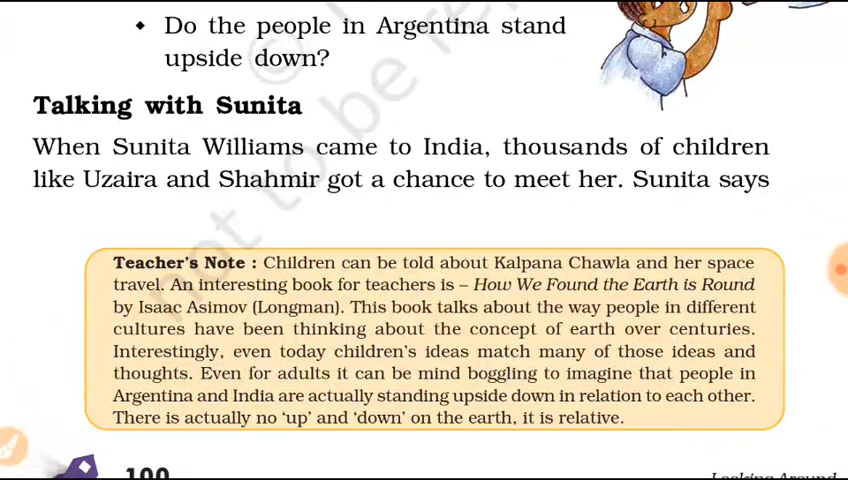 • Do the people in Argentina stand
upside down?
Talking with Sunita
When Sunita Williams came to India, thousands of children
like Uzaira and Shahmir got a chance to meet her. Sunita says
Teacher's Note : Children can be told about Kalpana Chawla and her space
travel. An interesting book for teachers is – How We Found the Earth is Round
by Isaac Asimov (Longman). This book talks about the way people in different
cultures have been thinking about the concept of earth over centuries.
Interestingly, even today children's ideas match many of those ideas and
thoughts. Even for adults it can be mind boggling to imagine that people in
Argentina and India are actually standing upside down in relation to each other.
There is actually no 'up' and 'down' on the earth, it is relative.
100
Looking Around
not to be re